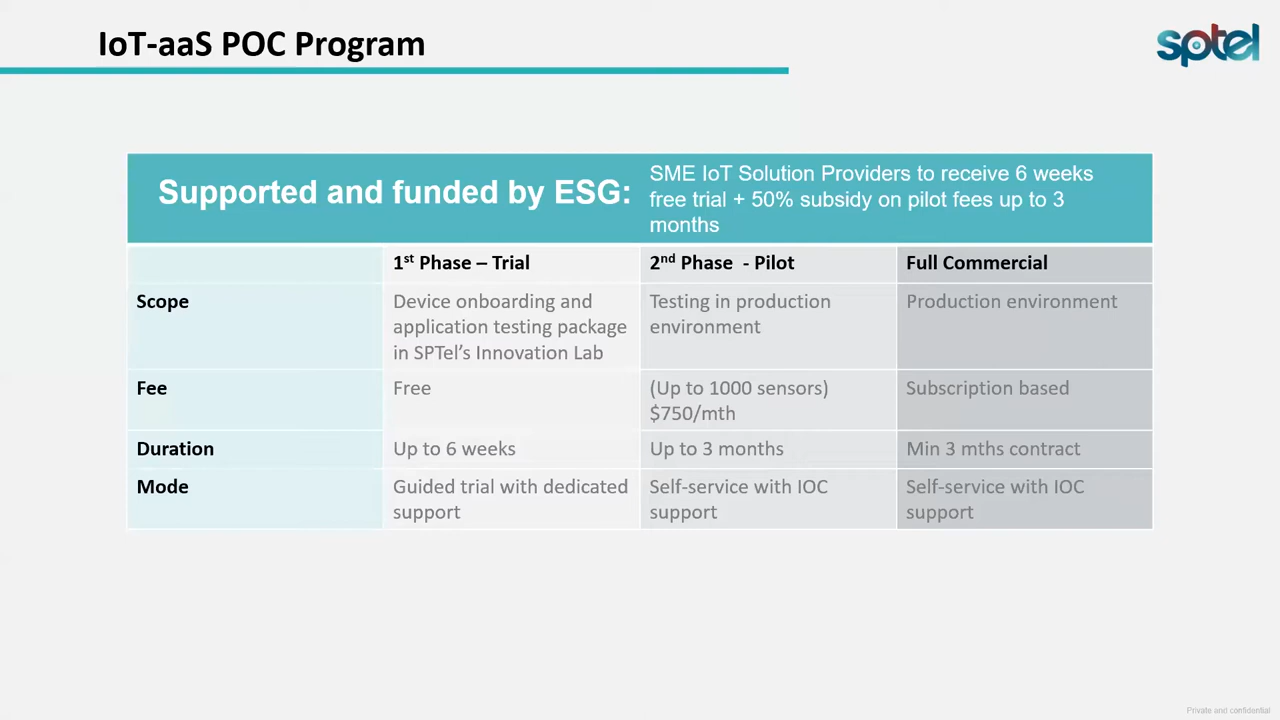 IoT-aaS POC Program
sptel
Supported and funded by ESG:
SME IoT Solution Providers to receive 6 weeks
free trial + 50% subsidy on pilot fees up to 3
months
1st Phase – Trial
2nd Phase - Pilot
Full Commercial
Scope
Device onboarding and
application testing package
in SPTel’s Innovation Lab
Testing in production
environment
Production environment
Fee
Free
(Up to 1000 sensors)
$750/mth
Subscription based
Duration
Up to 6 weeks
Up to 3 months
Min 3 mths contract
Mode
Guided trial with dedicated
support
Self-service with IOC
support
Self-service with IOC
support
Private and confidential